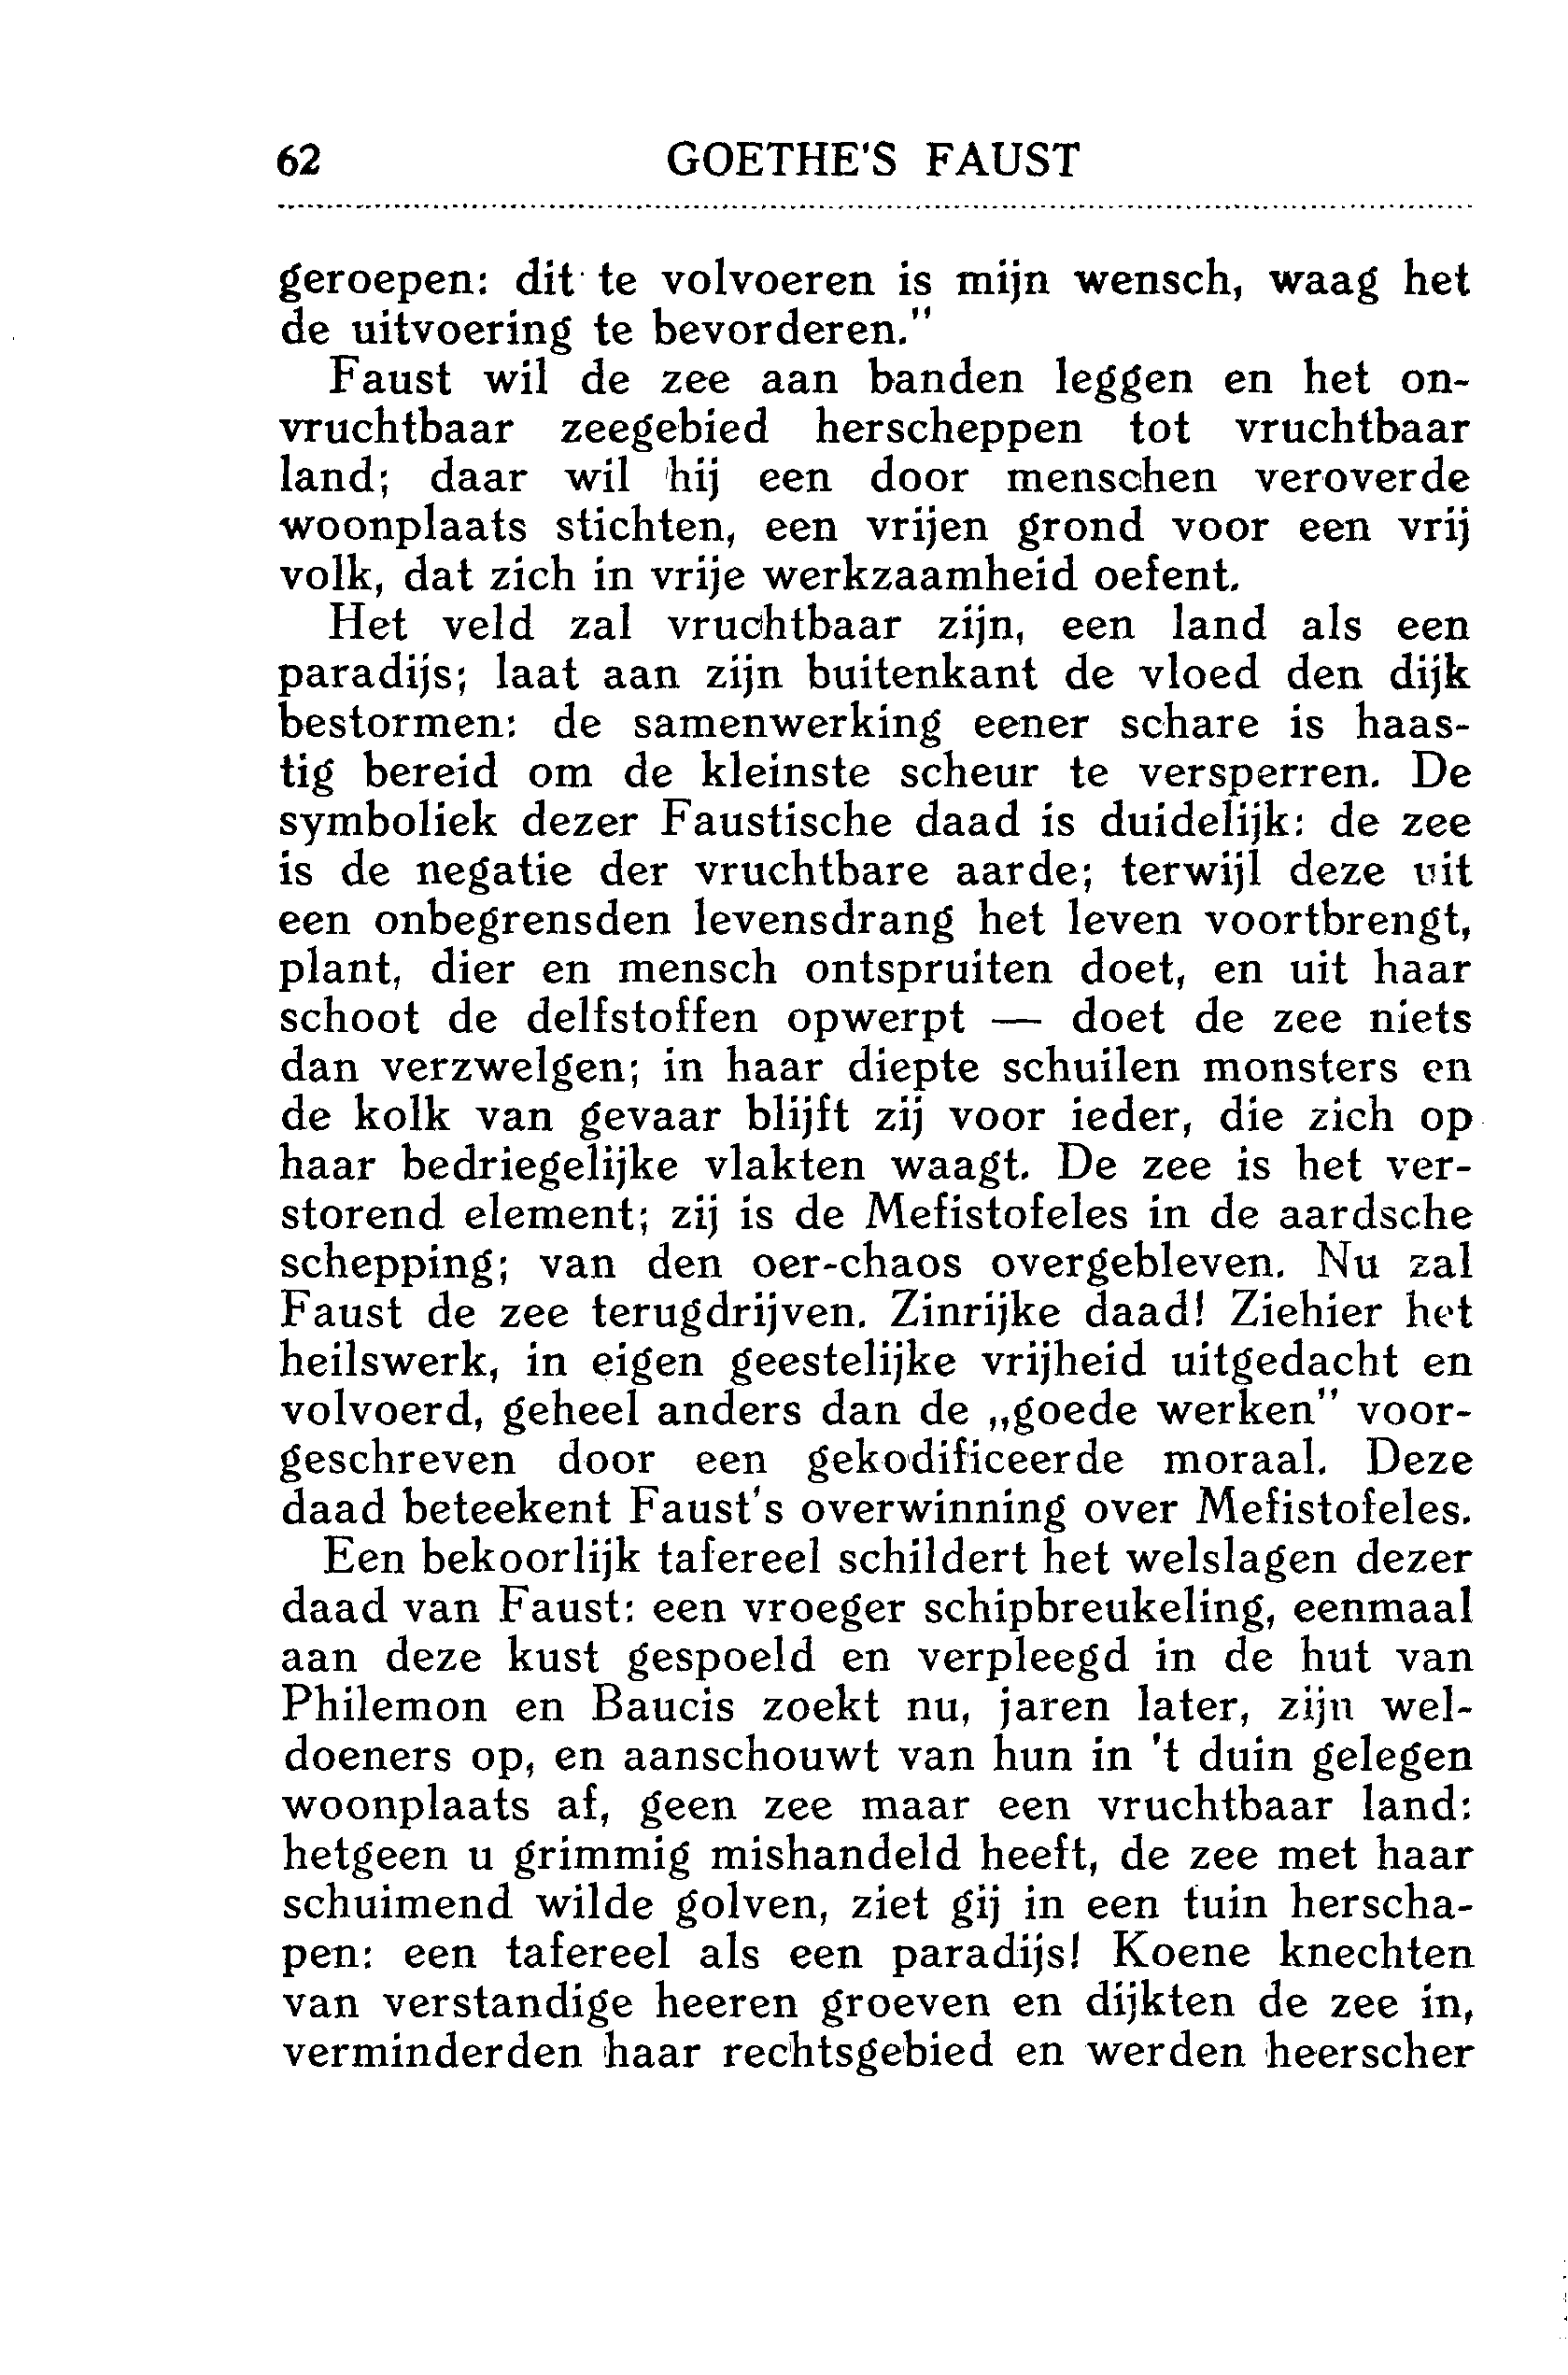 62 GOETHE'S FAUST
geroepen: dit te volvoeren is mijn wensch, waag het
de uitvoering te bevorderen."
Faust wil de zee aan banden leggen en het on-
vruchtbaar zeegebied herscheppen tot vruchtbaar
land; daar wil hij een door menschen veroverde
woonplaats stichten, een vrijen grond voor een vrij
volk, dat zich in vrije werkzaamheid oefent.
Het veld zal vruchtbaar zijn, een land als een
paradijs; laat aan zijn buitenkant de vloed den dijk
bestormen: de samenwerking eener schare is haas-
tig bereid om de kleinste scheur te versperren. De
symboliek dezer Faustische daad is duidelijk: de zee
is de negatie der vruchtbare aarde; terwijl deze uit
een onbegrensden levensdrang het leven voortbrengt,
plant, dier en mensch ontspruiten doet, en uit haar
schoot de delfstoffen opwerpt — doet de zee niets
dan verzwelgen; in haar diepte schuilen monsters en
de kolk van gevaar blijft zij voor ieder, die zich op
haar bedriegelijke vlakten waagt. De zee is het ver-
storend element; zij is de Mefistofeles in de aardsche
schepping; van den oer-chaos overgebleven. Nu zal
Faust de zee terugdrijven. Zinrijke daad! Ziehier het
heilswerk, in eigen geestelijke vrijheid uitgedacht en
volvoerd, geheel anders dan de „goede werken" voor-
geschreven door een gekodificeerde moraal. Deze
daad beteekent Faust's overwinning over Mefistofeles.
Een bekoorlijk tafereel schildert het welslagen dezer
daad van Faust: een vroeger schipbreukeling, eenmaal
aan deze kust gespoeld en verpleegd in de hut van
Philemon en Baucis zoekt nu, jaren later, zijn wel-
doeners op, en aanschouwt van hun in 't duin gelegen
woonplaats af, geen zee maar een vruchtbaar land:
hetgeen u grimmig mishandeld heeft, de zee met haar
schuimend wilde golven, ziet gij in een tuin herscha-
pen: een tafereel als een paradijs! Koene knechten
van verstandige heeren groeven en dijkten de zee in,
verminderden haar rechtsgebied en werden heerscher